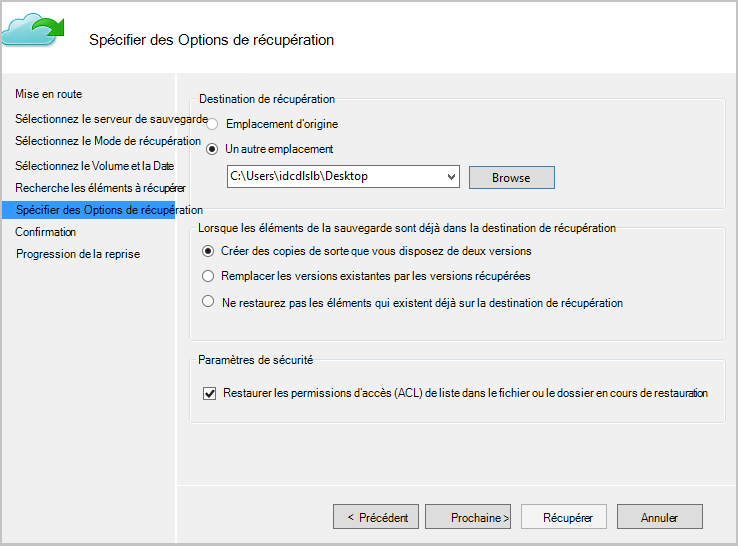 Spécifier des Options de récupération
Mise en route
Sélectionnez le serveur de sauvegarde
Sélectionnez le Mode de récupération
Sélectionnez le Volume et la Date
Recherche les éléments à récupérer
Spécifier des Options de récupération
Confirmation
Progression de la reprise
Destination de récupération
Emplacement d'origine
Un autre emplacement
C:\Users\idcdlslb\Desktop
Browse
Lorsque les éléments de la sauvegarde sont déjà dans la destination de récupération
Créer des copies de sorte que vous disposez de deux versions
Remplacer les versions existantes par les versions récupérées
Ne restaurez pas les éléments qui existent déjà sur la destination de récupération
Paramètres de sécurité
Restaurer les permissions d'accès (ACL) de liste dans le fichier ou le dossier en cours de restauration
< Précédent
Prochaine >
Récupérer
Annuler